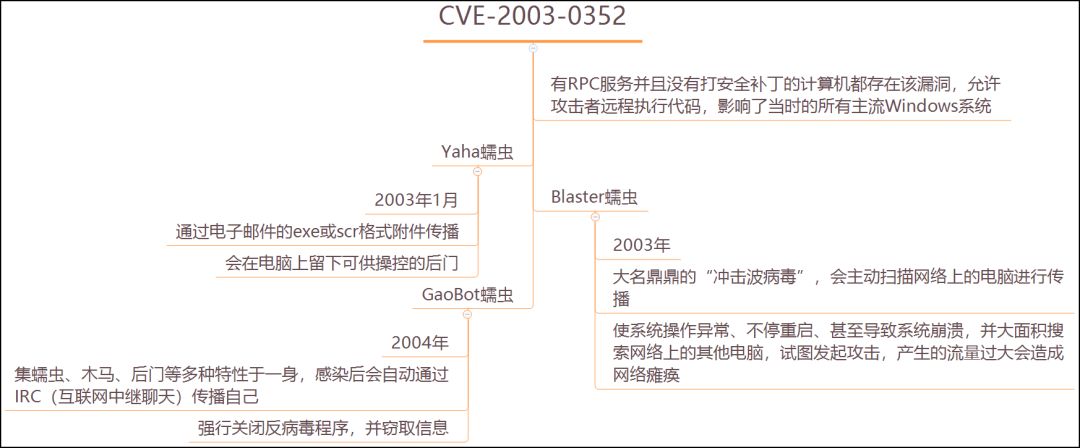 CVE-2003-0352
有RPC服务并且没有打安全补丁的计算机都存在该漏洞，允许
攻击者远程执行代码，影响了当时的所有主流Windows系统
Yaha蠕虫
2003年1月
通过电子邮件的exe或scr格式附件传播
会在电脑上留下可供操控的后门
Blaster蠕虫
2003年
大名鼎鼎的“冲击波病毒”，会主动扫描网络上的电脑进行传
播
使系统操作异常、不停重启、甚至导致系统崩溃，并大面积搜
索网络上的其他电脑，试图发起攻击，产生的流量过大会造成
网络瘫痪
GaoBot蠕虫
2004年
集蠕虫、木马、后门等多种特性于一身，感染后会自动通过
IRC（互联网中继聊天）传播自己
强行关闭反病毒程序，并窃取信息